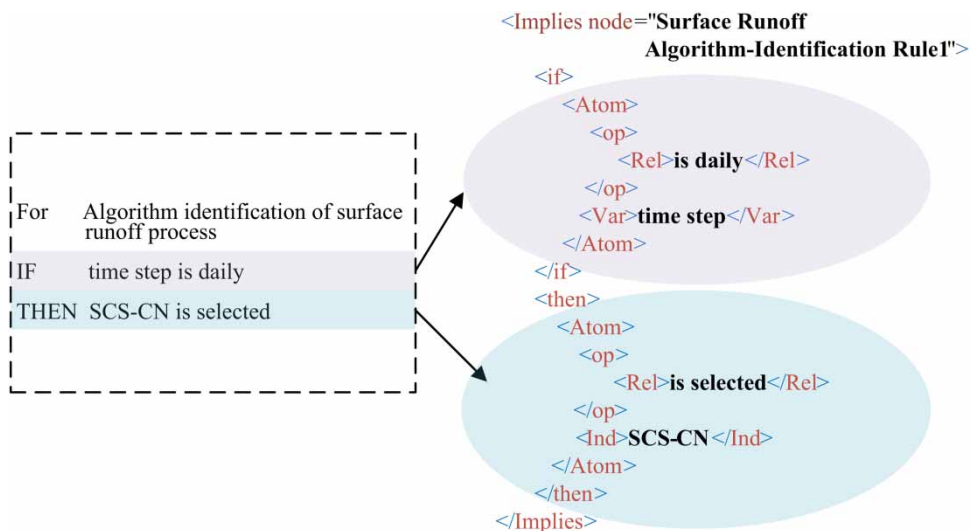 For Algorithm identification of surface
runoff process
IF time step is daily
THEN SCS-CN is selected
<Implies node="Surface Runoff
Algorithm-Identification Rule1">
<if>
<Atom>
<op>
<Rel>is daily</Rel>
</op>
<Var>time step</Var>
</Atom>
</if>
<then>
<Atom>
<op>
<Rel>is selected</Rel>
</op>
<Ind>SCS-CN</Ind>
</Atom>
</then>
</Implies>